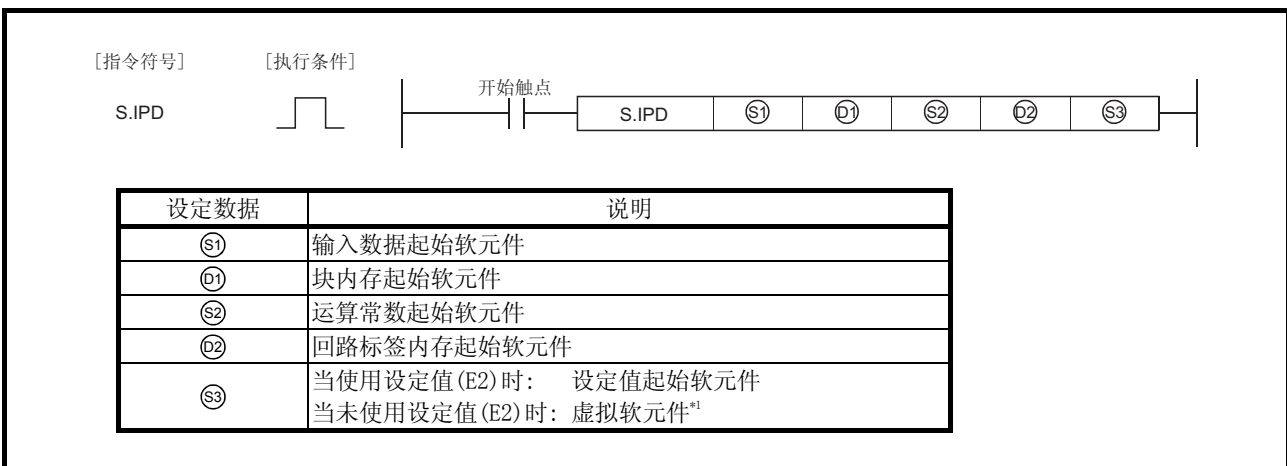 [指令符号] [执行条件]
开始触点
S.IPD S.IPD S1 D1 S2 D2 S3
设定数据 说明
S1 输入数据起始软元件
D1 块内存起始软元件
S2 运算常数起始软元件
D2 回路标签内存起始软元件
S3 当使用设定值(E2)时: 设定值起始软元件
当未使用设定值(E2)时: 虚拟软元件*1